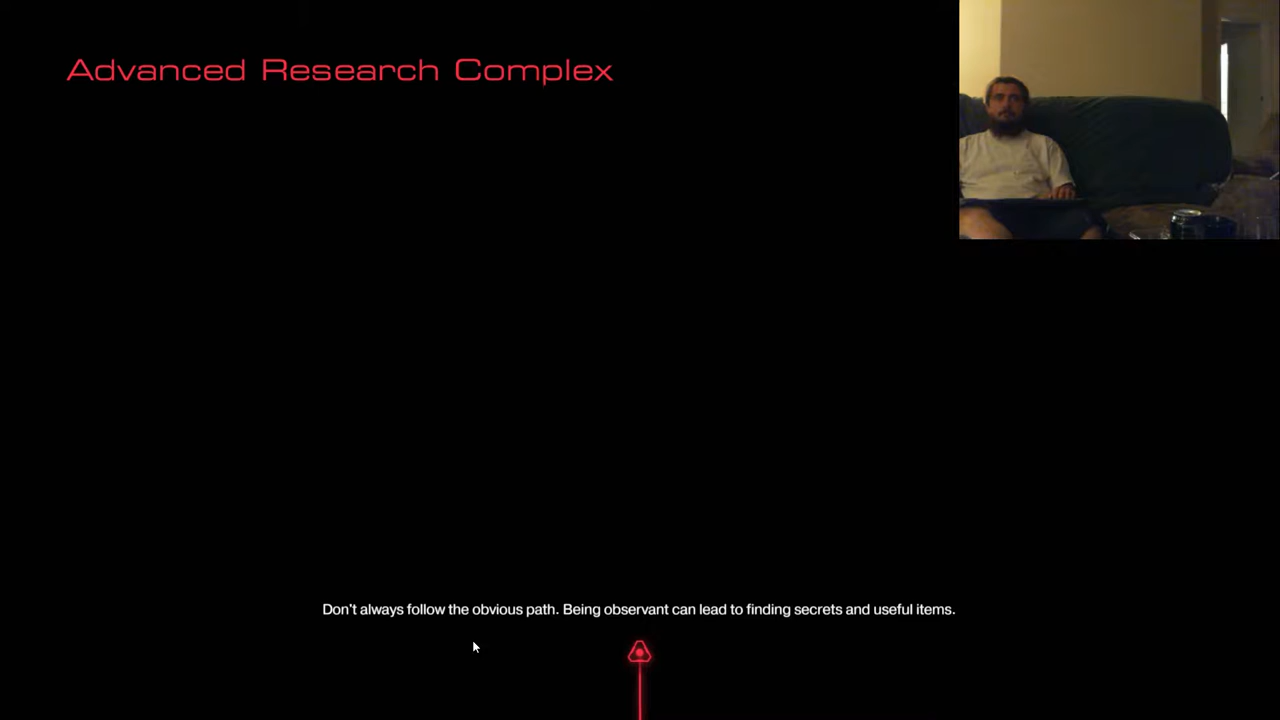 Advanced Research Complex
Don't always follow the obvious path. Being observant can lead to finding secrets and useful items.